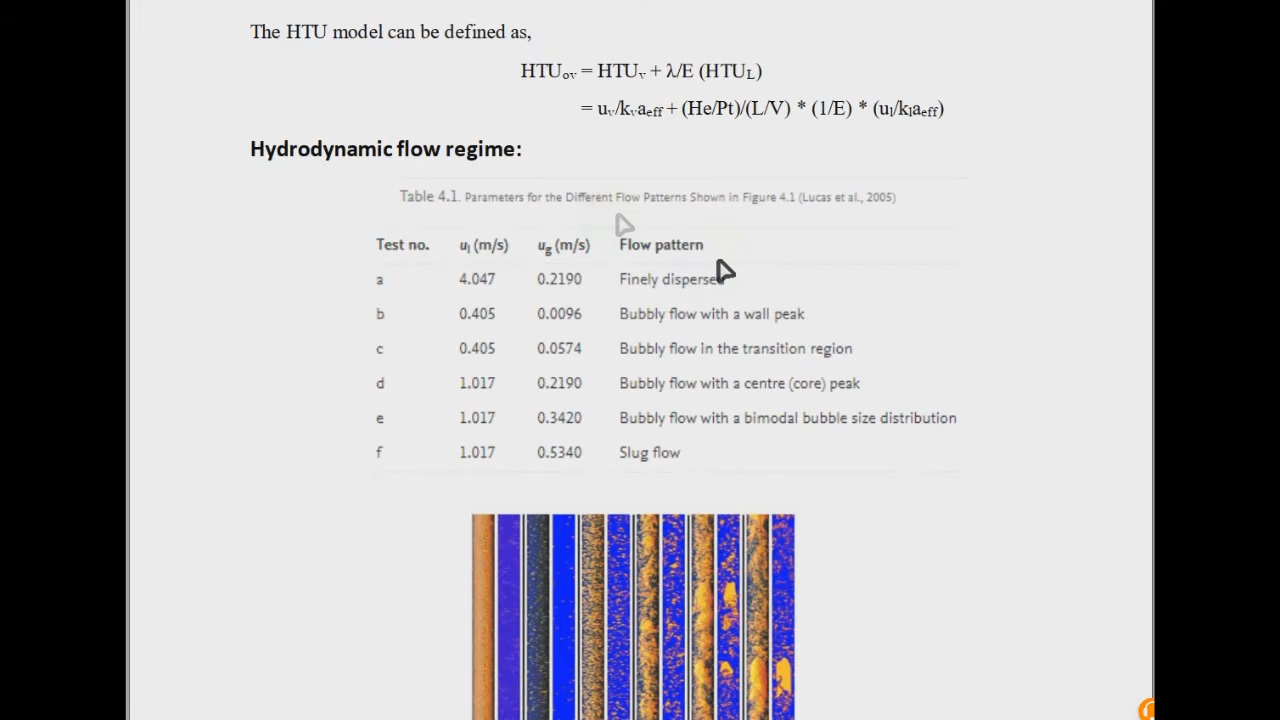 The HTU model can be defined as,
HTUov = HTUv + λ/E (HTUL)
= uv/kvaeff + (He/Pt)/(L/V) * (1/E) * (ul/klaeff)
Hydrodynamic flow regime:
Table 4.1. Parameters for the Different Flow Patterns Shown in Figure 4.1 (Lucas et al., 2005)
Test no. ul (m/s) ug (m/s) Flow pattern
a 4.047 0.2190 Finely dispersed
b 0.405 0.0096 Bubbly flow with a wall peak
c 0.405 0.0574 Bubbly flow in the transition region
d 1.017 0.2190 Bubbly flow with a centre (core) peak
e 1.017 0.3420 Bubbly flow with a bimodal bubble size distribution
f 1.017 0.5340 Slug flow